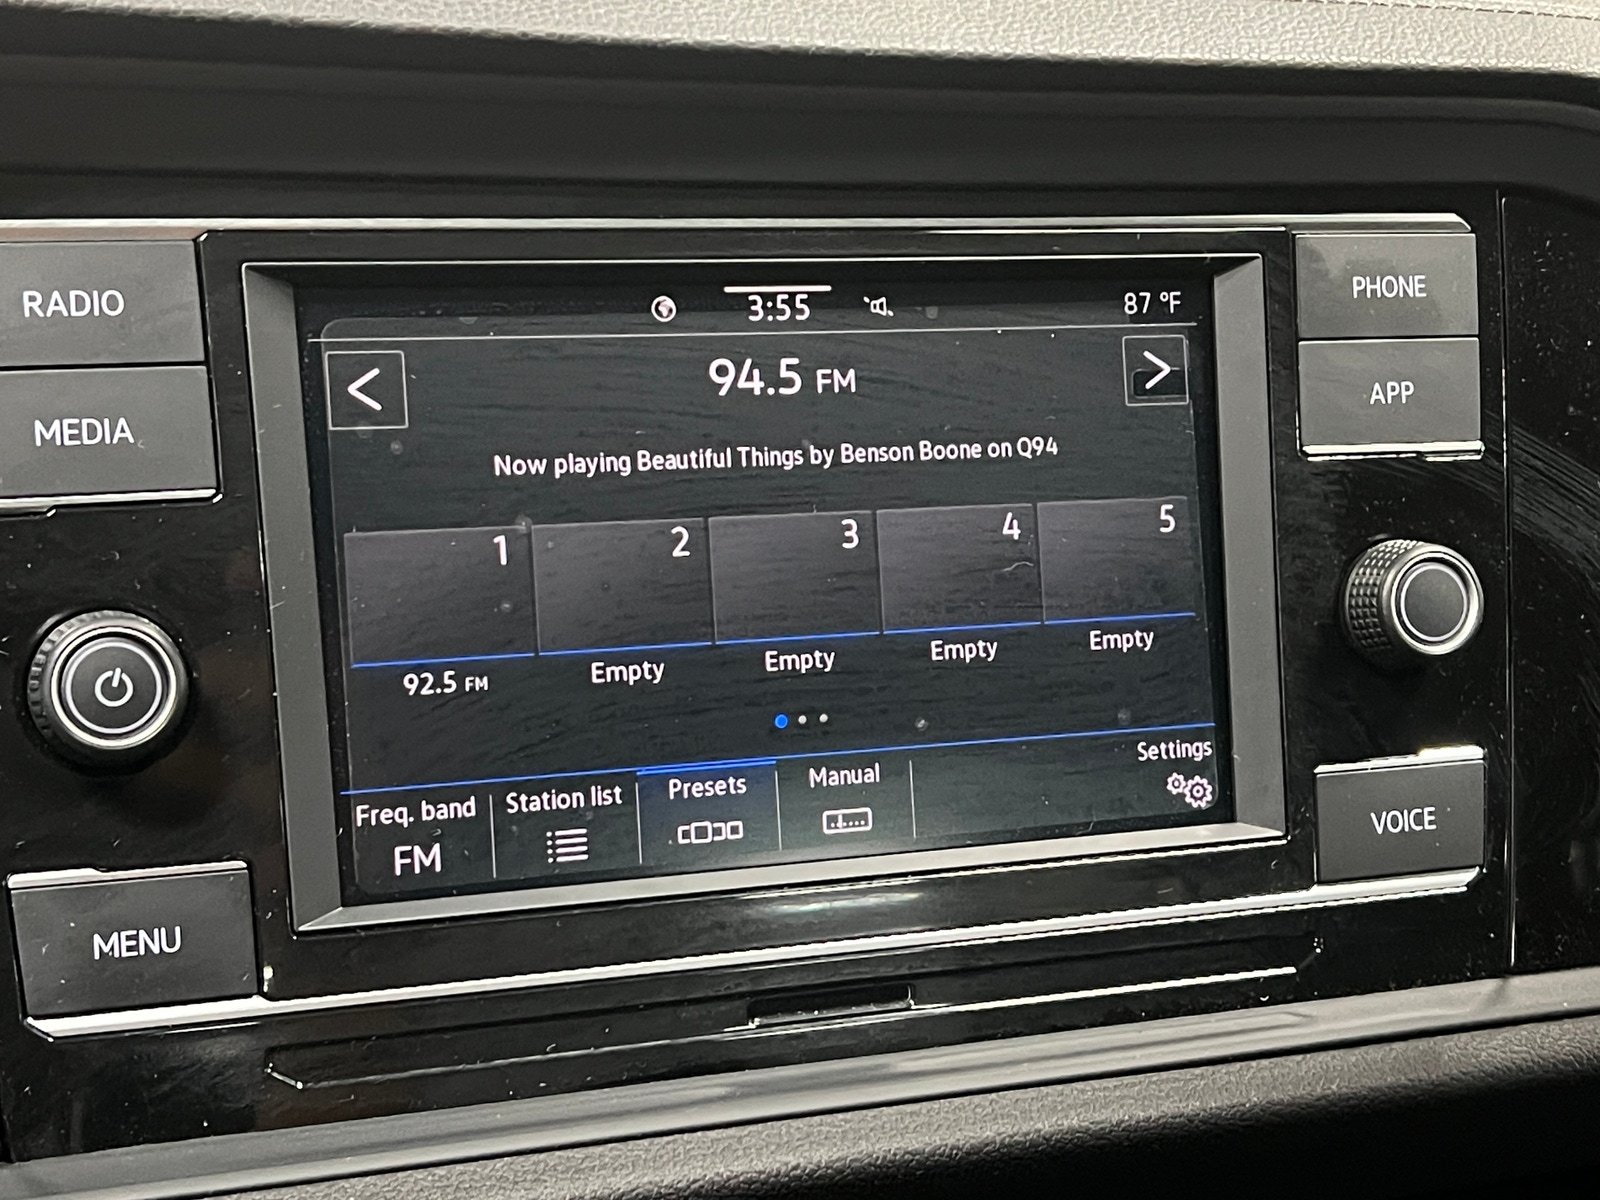 RADIO
MEDIA
MENU
3:55
87 °F
<
94.5 FM
>
Now playing Beautiful Things by Benson Boone on Q94
1
2
3
4
5
92.5 FM
Empty
Empty
Empty
Empty
Freq. band
FM
Station list
Presets
Manual
Settings
PHONE
APP
VOICE